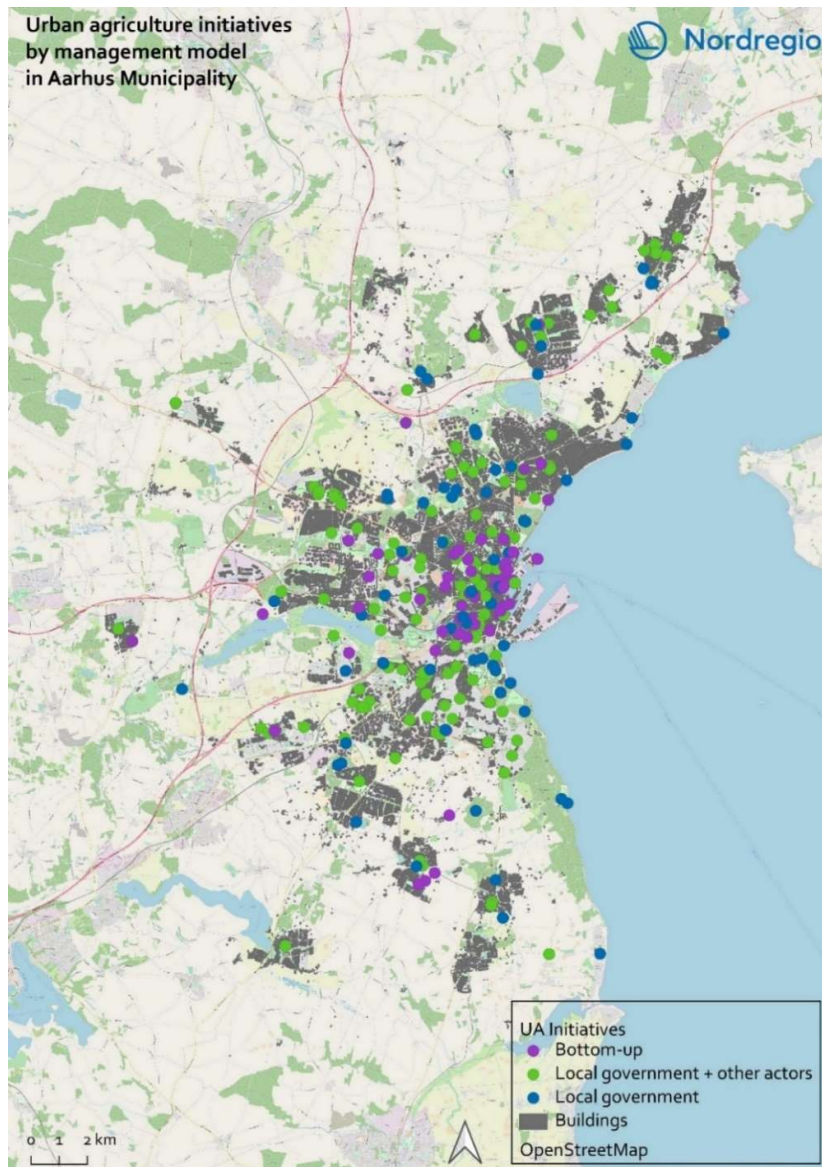 Urban agriculture initiatives
by management model
in Aarhus Municipality
Nordregio
UA Initiatives
Bottom-up
Local government + other actors
Local government
Buildings
OpenStreetMap
0 1 2 km